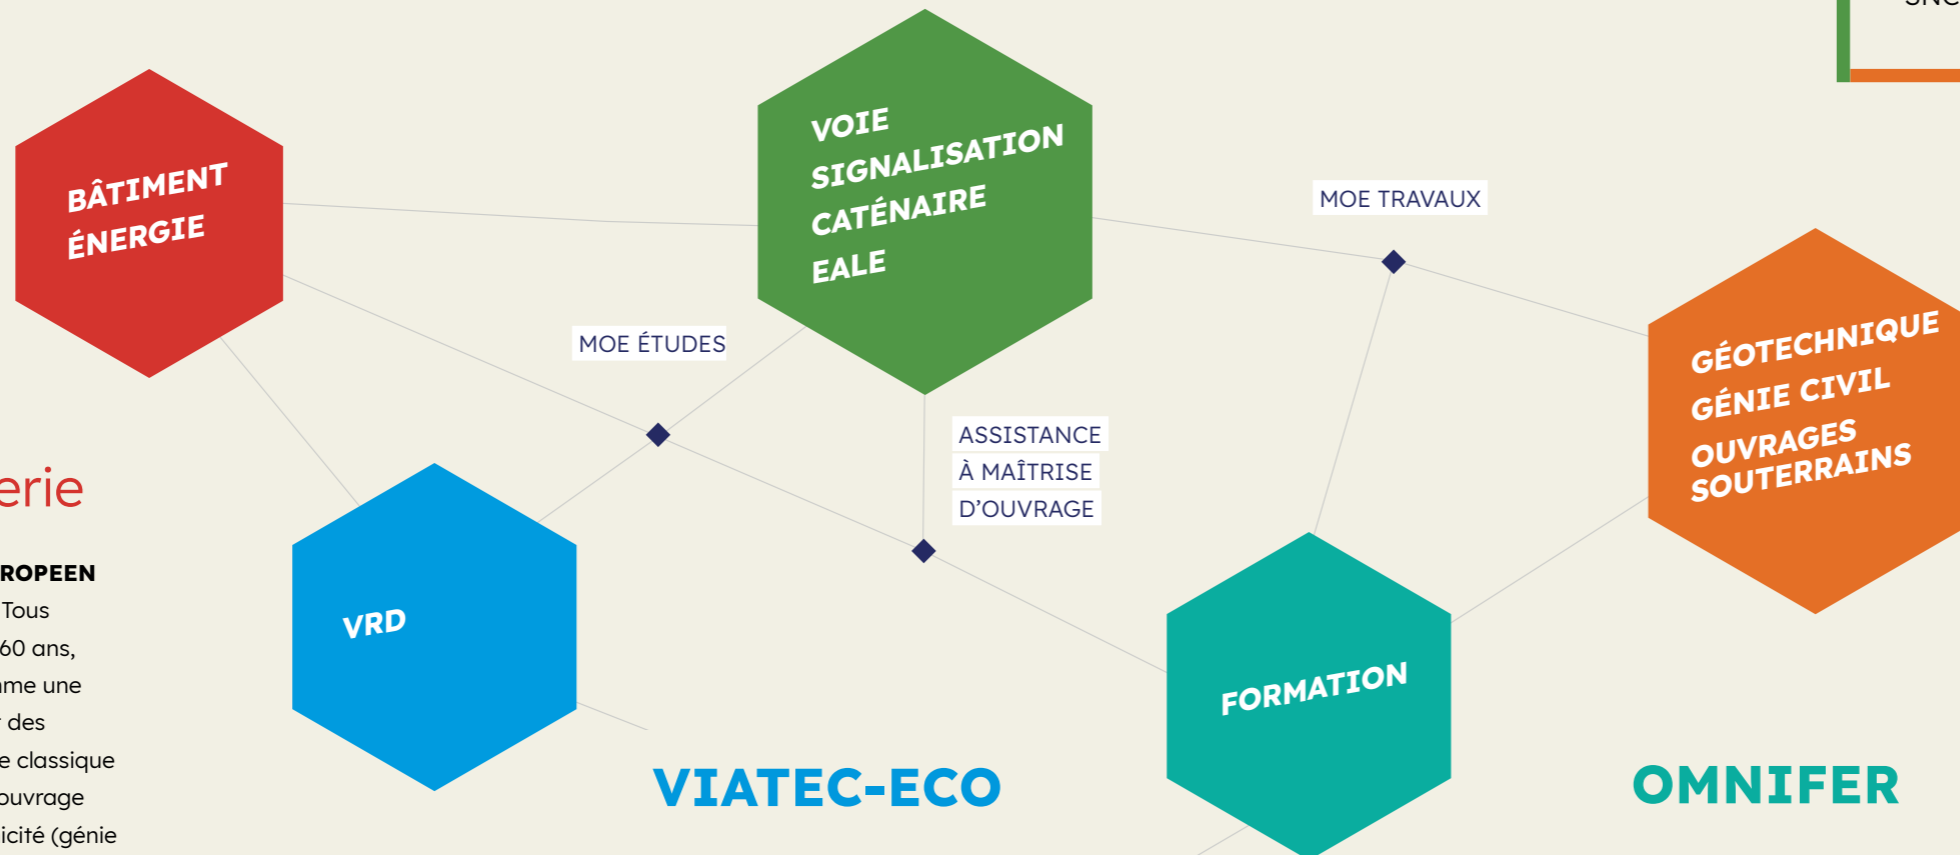 BÂTIMENT
ÉNERGIE
VOIE
SIGNALISATION
CATÉNAIRE
EALE
MOE TRAVAUX
GÉOTECHNIQUE
GÉNIE CIVIL
OUVRAGES
SOUTERRAINS
MOE ÉTUDES
ASSISTANCE
À MAÎTRISE
D’OUVRAGE
VRD
FORMATION
VIATEC-ECO
OMNIFER
erie
ROPEEN
Tous
60 ans,
me une
des
e classique
ouvrage
icité (génie